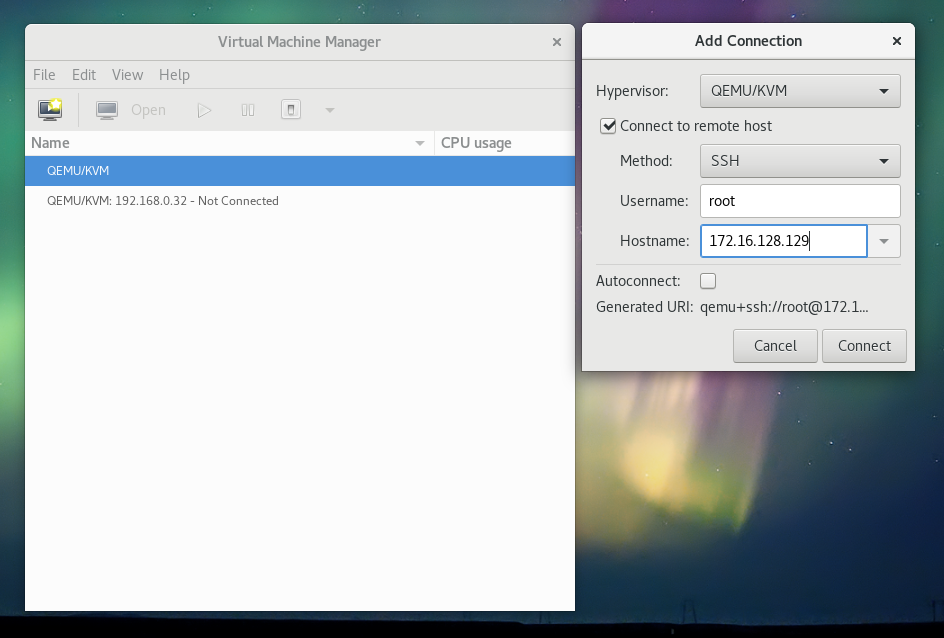 Virtual Machine Manager
File Edit View Help
Open
Name CPU usage
QEMU/KVM
QEMU/KVM: 192.168.0.32 - Not Connected
Add Connection
Hypervisor: QEMU/KVM
Connect to remote host
Method: SSH
Username: root
Hostname: 172.16.128.129
Autoconnect:
Generated URI: qemu+ssh://root@172.1...
Cancel Connect